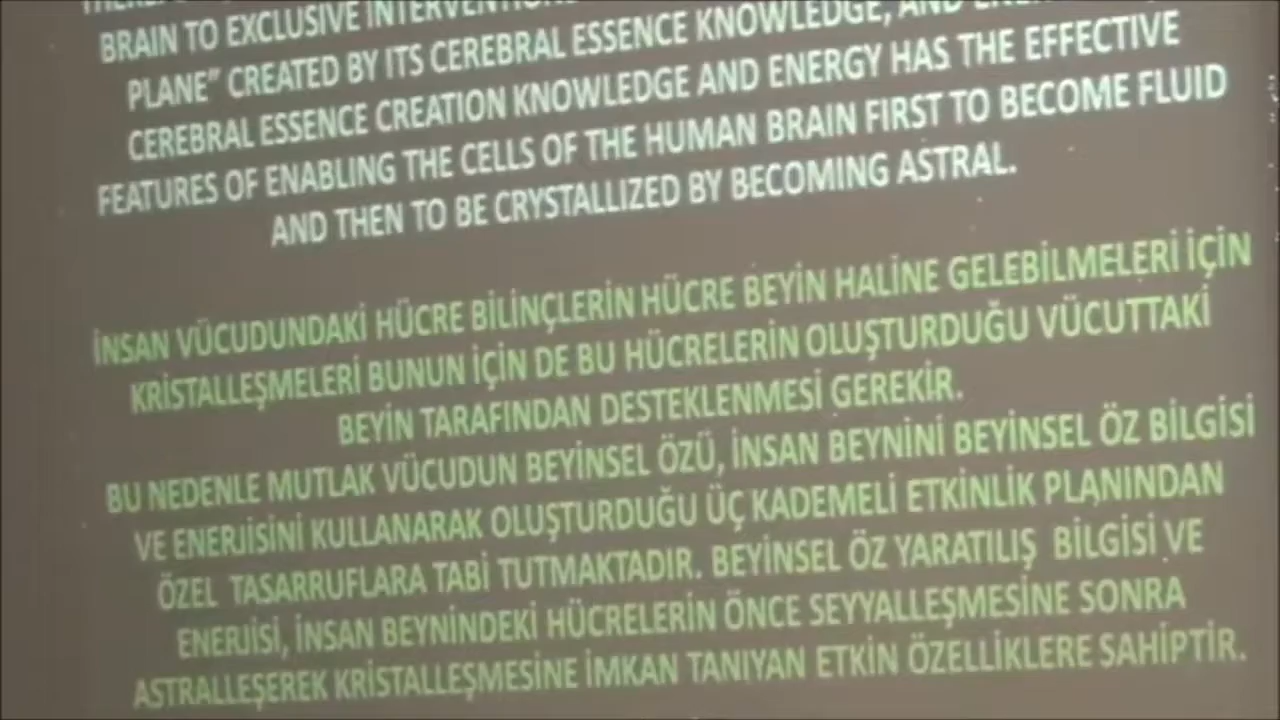 BRAIN TO EXCLUSIVE
PLANE" CREATED BY ITS CEREBRAL ESSENCE KNOWLEDGE, AND
CEREBRAL ESSENCE CREATION KNOWLEDGE AND ENERGY HAS THE EFFECTIVE
FEATURES OF ENABLING THE CELLS OF THE HUMAN BRAIN FIRST TO BECOME FLUID
AND THEN TO BE CRYSTALLIZED BY BECOMING ASTRAL.
İNSAN VÜCUDUNDAKİ HÜCRE BİLİNÇLERİN HÜCRE BEYİN HALİNE GELEBİLMELERİ İÇİN
KRİSTALLEŞMELERİ BUNUN İÇİN DE BU HÜCRELERİN OLUŞTURDUĞU VÜCUTTAKİ
BEYİN TARAFINDAN DESTEKLENMESİ GEREKİR.
BU NEDENLE MUTLAK VÜCUDUN BEYİNSEL ÖZÜ, İNSAN BEYNİNİ BEYİNSEL ÖZ BİLGİSİ
VE ENERJİSİNİ KULLANARAK OLUŞTURDUĞU ÜÇ KADEMELİ ETKİNLİK PLANINDAN
ÖZEL TASARRUFLARA TABİ TUTMAKTADIR. BEYİNSEL ÖZ YARATILIŞ BİLGİSİ VE
ENERJİSİ, İNSAN BEYNİNDEKİ HÜCRELERİN ÖNCE SEYYALLEŞMESİNE SONRA
ASTRALLEŞEREK KRİSTALLEŞMESİNE İMKAN TANIYAN ETKİN ÖZELLİKLERE SAHİPTİR.